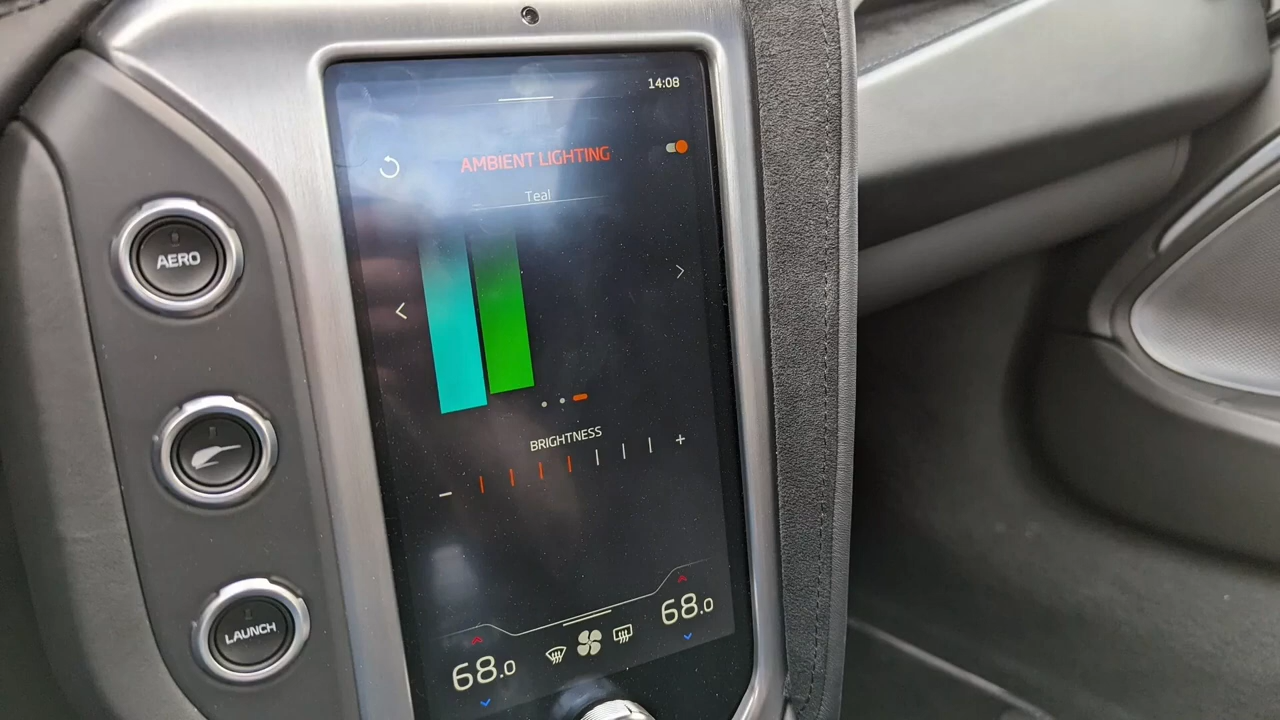 14:08
AMBIENT LIGHTING
Teal
AERO
BRIGHTNESS
− +
LAUNCH
68.0
68.0